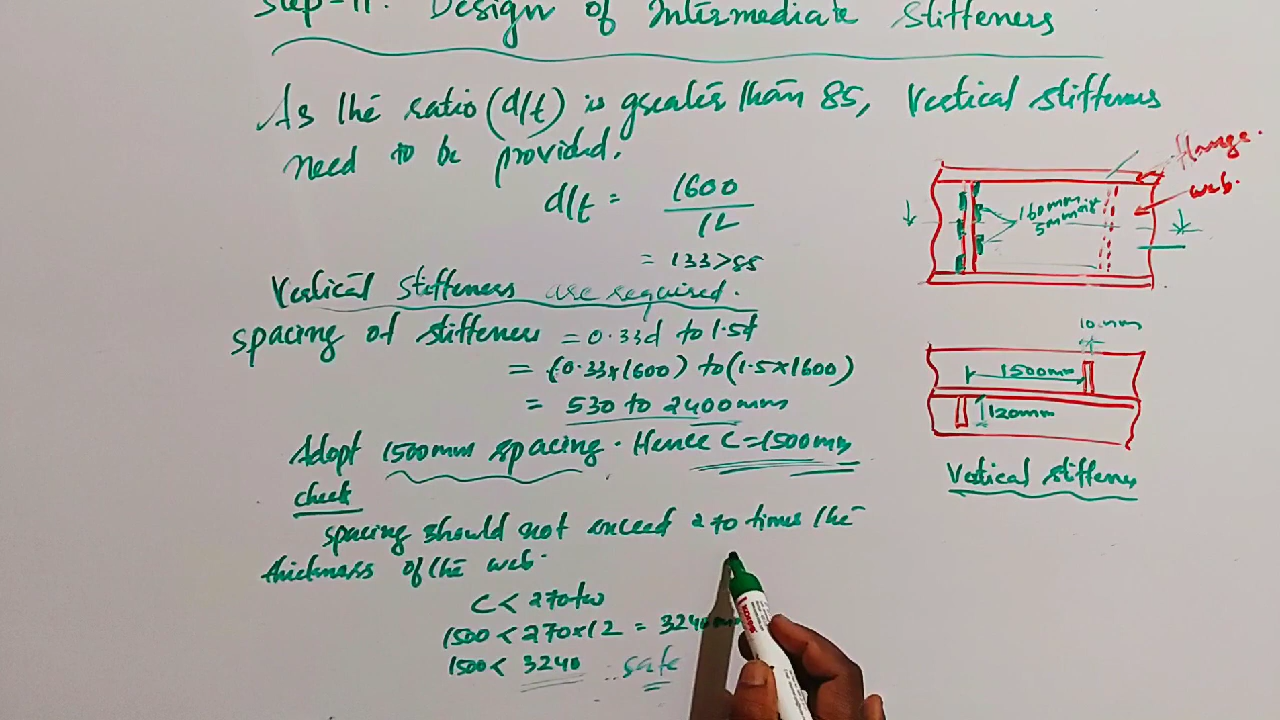 Step-11: Design of Intermediate Stiffeners
As the ratio (d/t) is greater than 85, Vertical stiffeners
need to be provided.
d/t = 1600
12
= 133 > 85
Vertical Stiffeners are required.
spacing of stiffeners = 0.33d to 1.5d
= (0.33×1600) to (1.5×1600)
= 530 to 2400mm
Adopt 1500mm spacing. Hence C = 1500mm
check
spacing should not exceed 270 times the
thickness of the web.
C < 270tw
1500 < 270×12 = 3240mm
1500 < 3240 safe
flange.
web.
160mm
5mm
10mm
1500mm
120mm
Vertical stiffeners